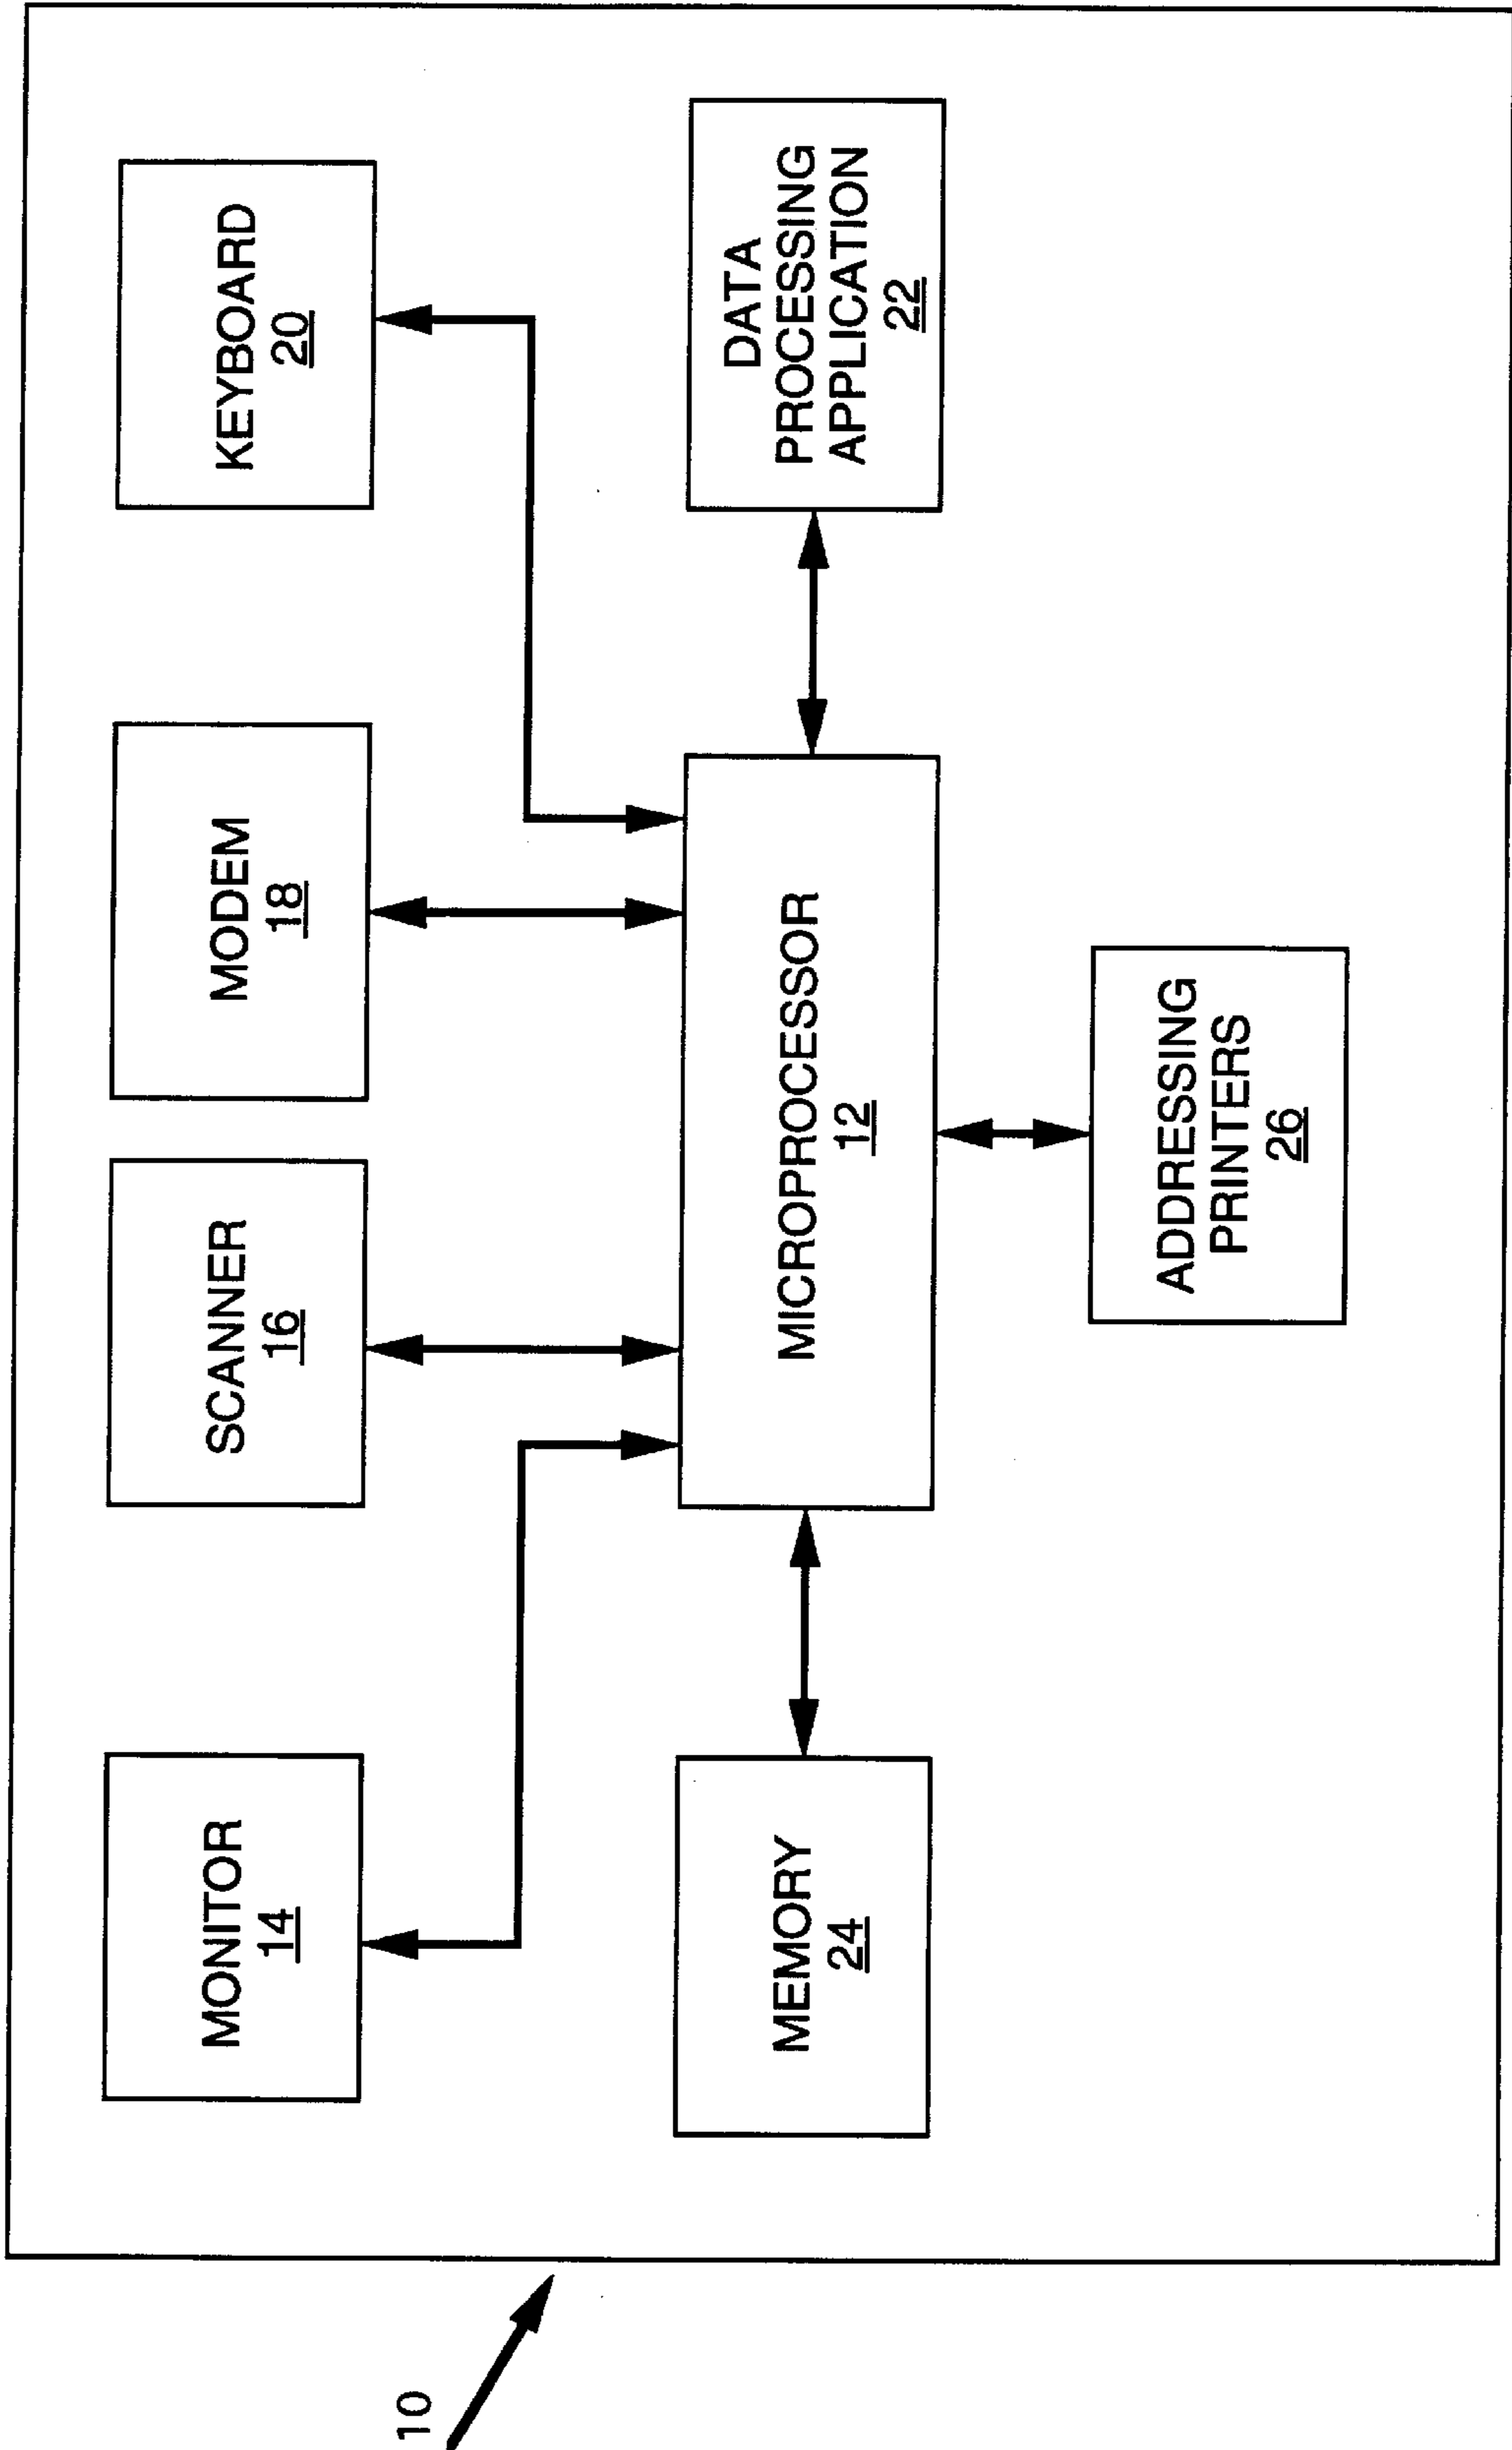 10
MONITOR
14
SCANNER
16
MODEM
18
KEYBOARD
20
MEMORY
24
MICROPROCESSOR
12
DATA
PROCESSING
APPLICATION
22
ADDRESSING
PRINTERS
26